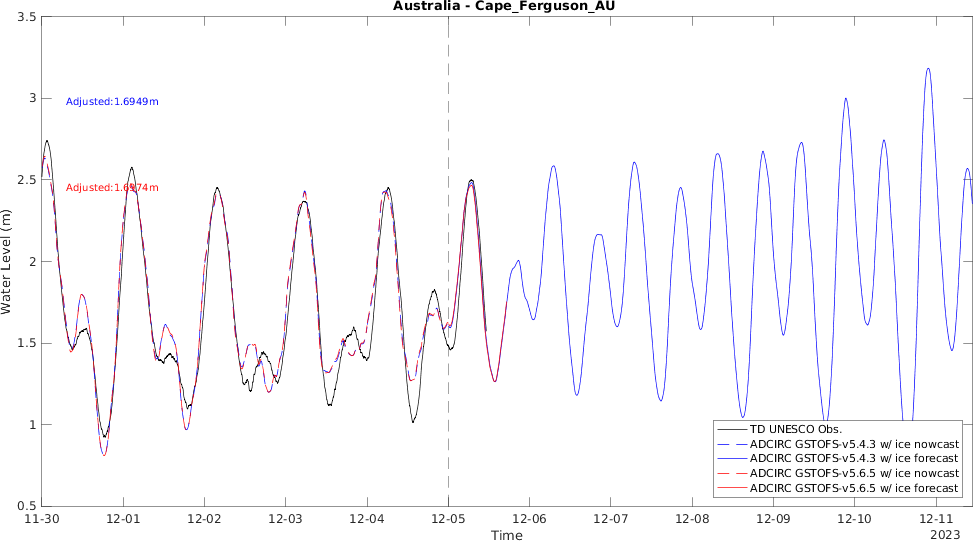 Australia - Cape_Ferguson_AU
3.5
3
2.5
2
1.5
1
0.5
Water Level (m)
Adjusted:1.6949m
Adjusted:1.6974m
TD UNESCO Obs.
ADCIRC GSTOFS-v5.4.3 w/ ice nowcast
ADCIRC GSTOFS-v5.4.3 w/ ice forecast
ADCIRC GSTOFS-v5.6.5 w/ ice nowcast
ADCIRC GSTOFS-v5.6.5 w/ ice forecast
11-30 12-01 12-02 12-03 12-04 12-05 12-06 12-07 12-08 12-09 12-10 12-11
2023
Time